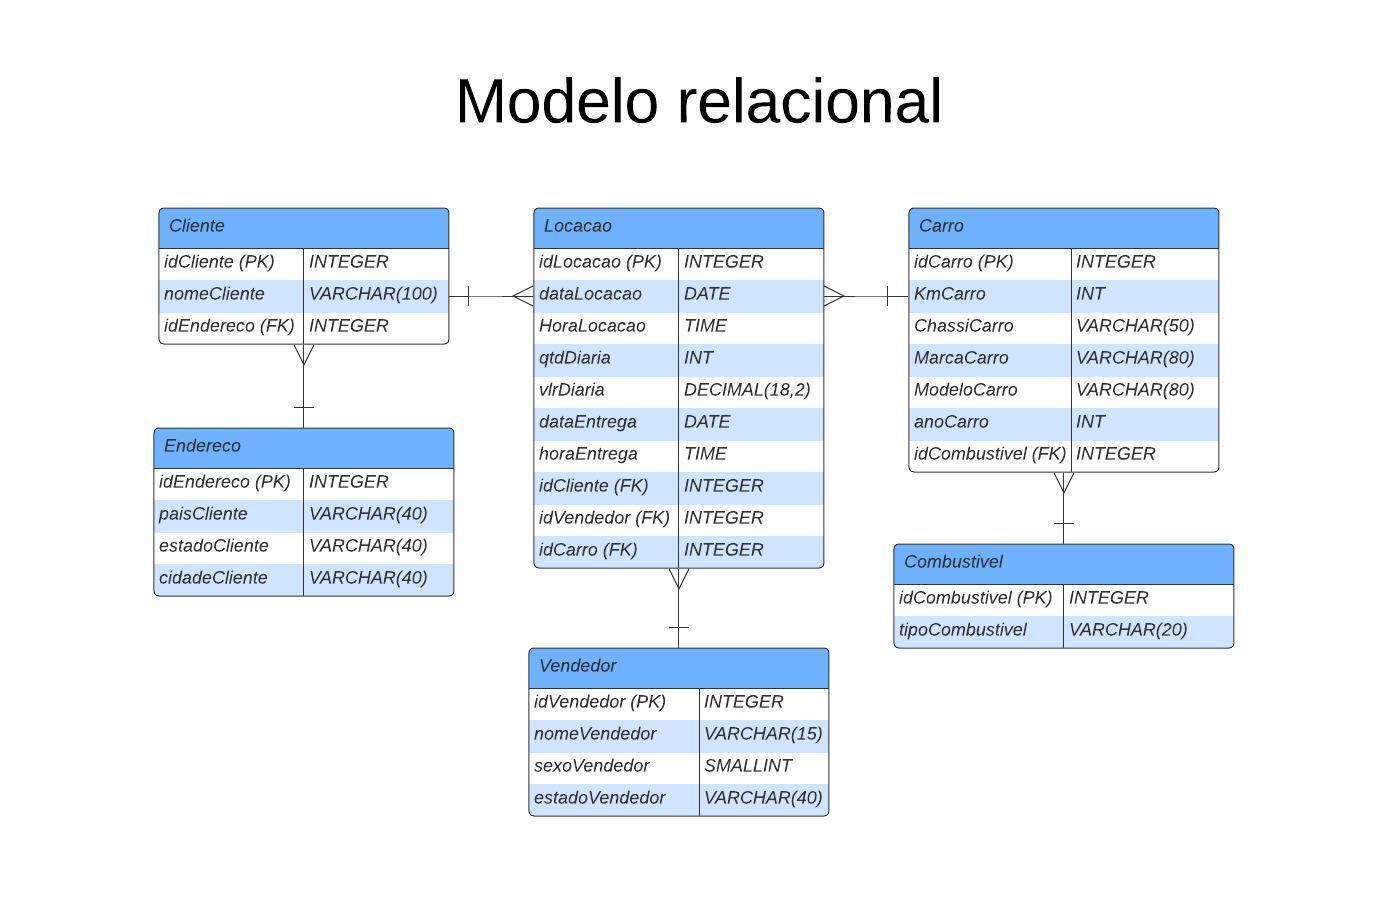 Modelo relacional
Cliente
idCliente (PK) INTEGER
nomeCliente VARCHAR(100)
idEndereco (FK) INTEGER
Endereco
idEndereco (PK) INTEGER
paisCliente VARCHAR(40)
estadoCliente VARCHAR(40)
cidadeCliente VARCHAR(40)
Locacao
idLocacao (PK) INTEGER
dataLocacao DATE
HoraLocacao TIME
qtdDiaria INT
vlrDiaria DECIMAL(18,2)
dataEntrega DATE
horaEntrega TIME
idCliente (FK) INTEGER
idVendedor (FK) INTEGER
idCarro (FK) INTEGER
Vendedor
idVendedor (PK) INTEGER
nomeVendedor VARCHAR(15)
sexoVendedor SMALLINT
estadoVendedor VARCHAR(40)
Carro
idCarro (PK) INTEGER
KmCarro INT
ChassiCarro VARCHAR(50)
MarcaCarro VARCHAR(80)
ModeloCarro VARCHAR(80)
anoCarro INT
idCombustivel (FK) INTEGER
Combustivel
idCombustivel (PK) INTEGER
tipoCombustivel VARCHAR(20)